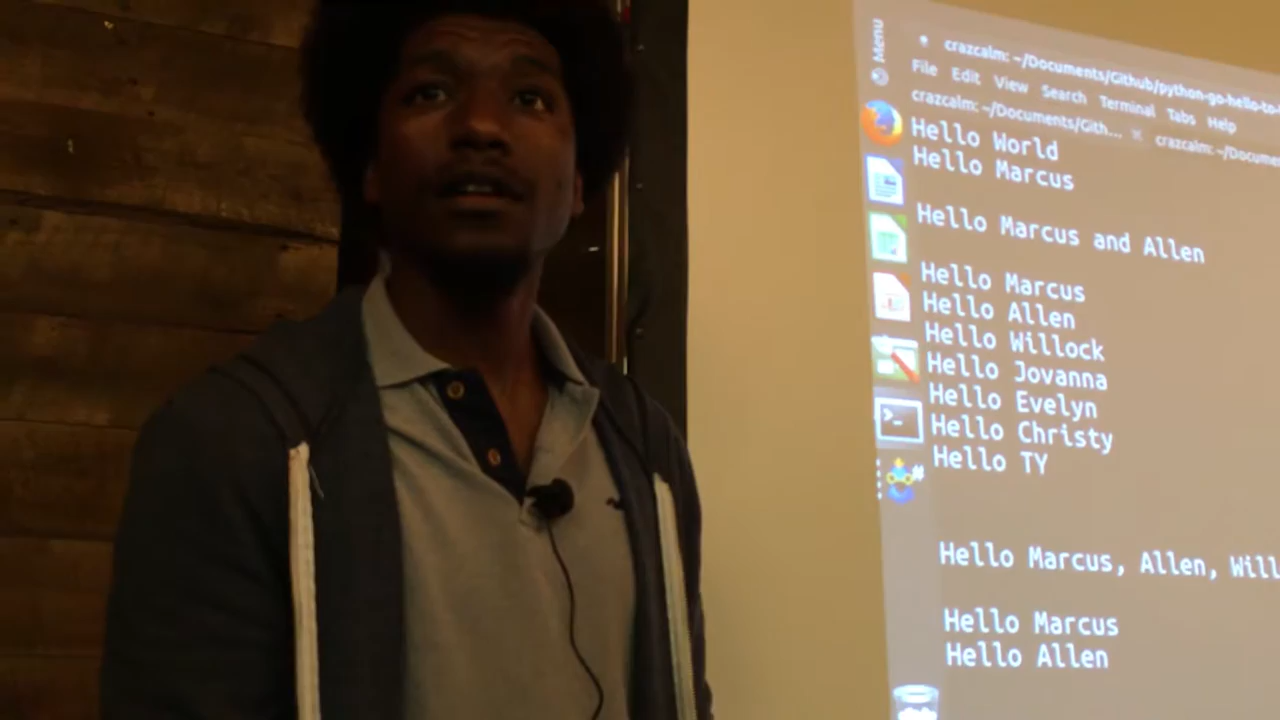 Menu
crazcalm: ~/Documents/Github/python-go-hello-to-
File Edit View Search Terminal Tabs Help
crazcalm: ~/Documents/Gith... × crazcalm: ~/Docume
Hello World
Hello Marcus
Hello Marcus and Allen
Hello Marcus
Hello Allen
Hello Willock
Hello Jovanna
Hello Evelyn
Hello Christy
Hello TY
Hello Marcus, Allen, Will
Hello Marcus
Hello Allen